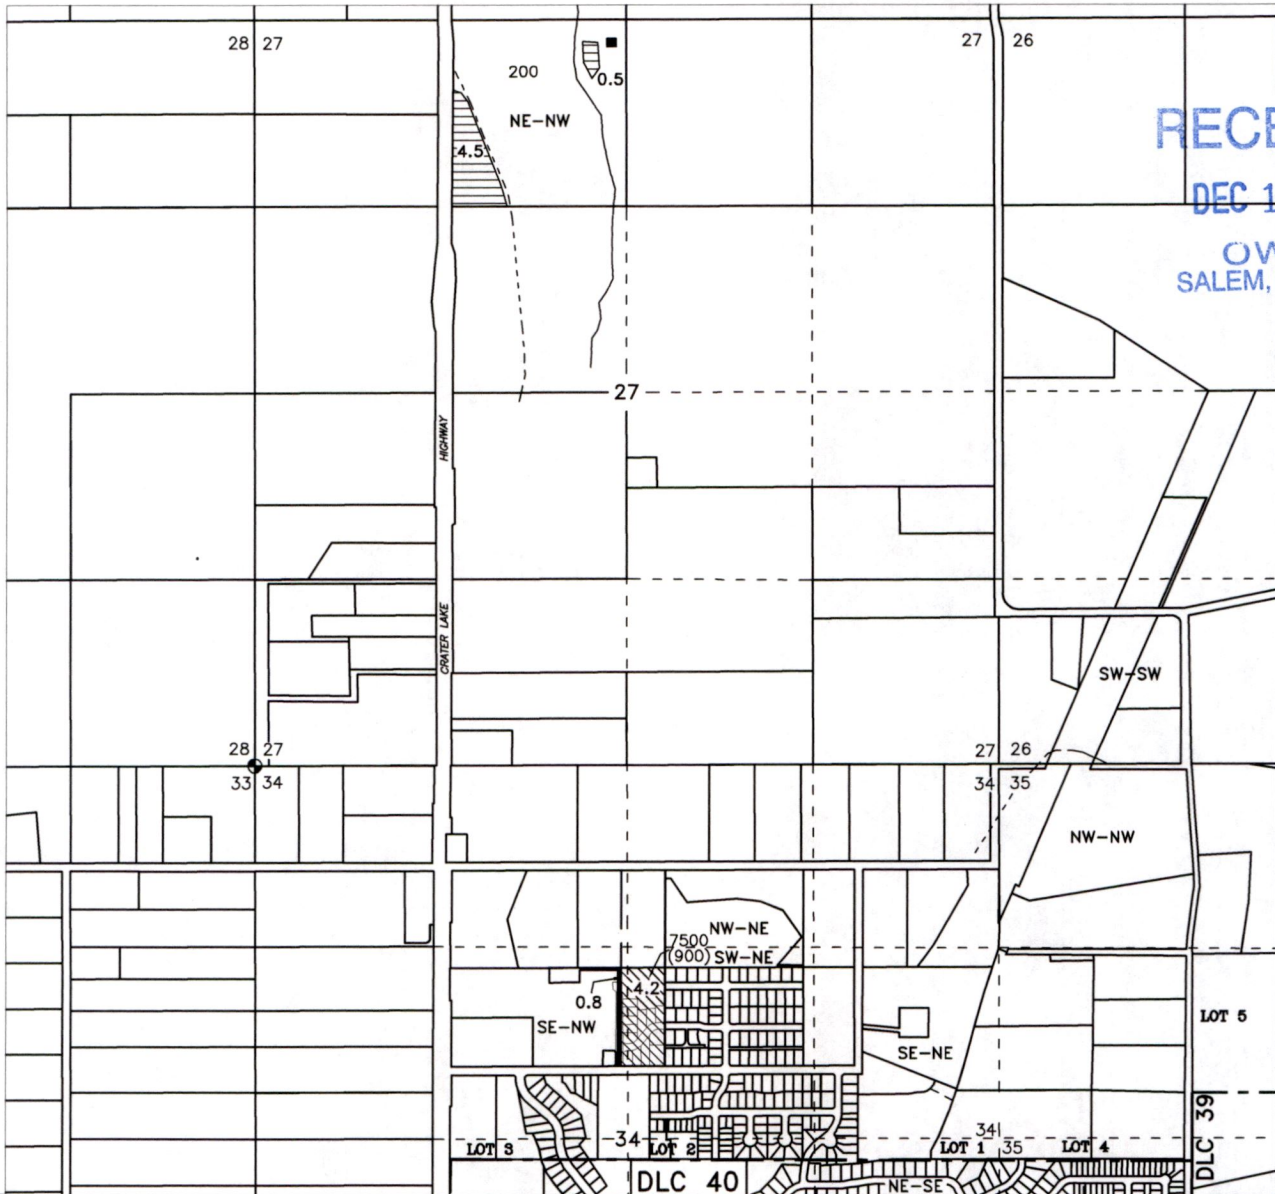 28 27
27 26
200
0.5
NE-NW
4.5
RECE
DEC 1
OW
SALEM,
27
HIGHWAY
CRATER LAKE
SW-SW
28 27
33 34
27 26
34 35
NW-NW
NW-NE
7500
(900) SW-NE
4.2
0.8
SE-NW
LOT 5
SE-NE
DLC 39
34
34
35
LOT 3
LOT 2
LOT 1
LOT 4
DLC 40
NE-SE